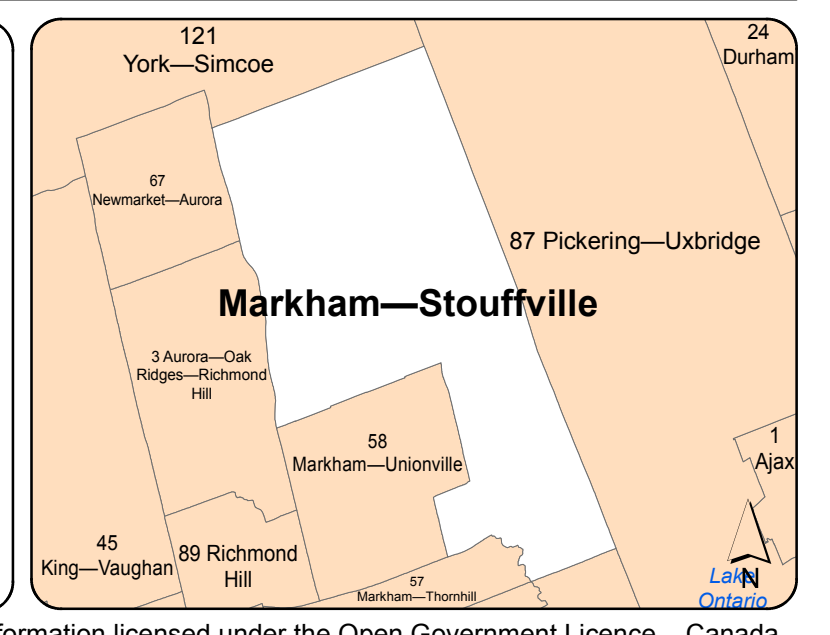 121
York—Simcoe
24
Durham
67
Newmarket—Aurora
87 Pickering—Uxbridge
Markham—Stouffville
3 Aurora—Oak
Ridges—Richmond
Hill
58
Markham—Unionville
1
Ajax
45
King—Vaughan
89 Richmond
Hill
57
Markham—Thornhill
N
Lake
Ontario
formation licensed under the Open Government Licence – Canada